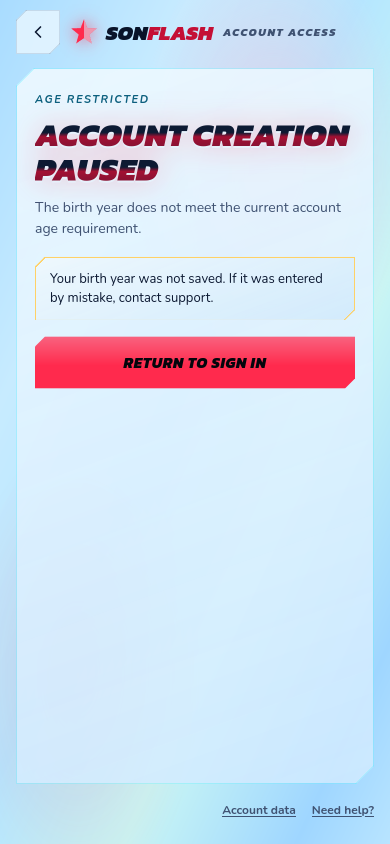 SONFLASH ACCOUNT ACCESS
AGE RESTRICTED
ACCOUNT CREATION
PAUSED
The birth year does not meet the current account
age requirement.
Your birth year was not saved. If it was entered
by mistake, contact support.
RETURN TO SIGN IN
Account data Need help?